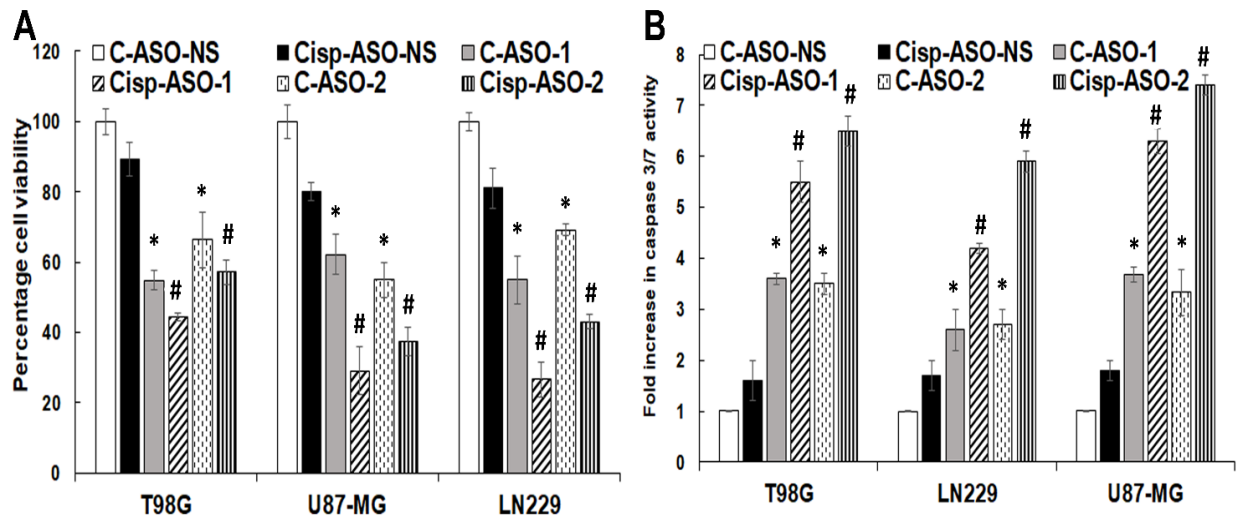 A
C-ASO-NS Cisp-ASO-NS C-ASO-1
Cisp-ASO-1 C-ASO-2 Cisp-ASO-2
Percentage cell viability
120
100
80
60
40
20
0
* # * #
* # * #
* # * #
T98G U87-MG LN229
B
C-ASO-NS Cisp-ASO-NS C-ASO-1
Cisp-ASO-1 C-ASO-2 Cisp-ASO-2
Fold increase in caspase 3/7 activity
8
7
6
5
4
3
2
1
0
* # * #
* # * #
* # * #
T98G LN229 U87-MG